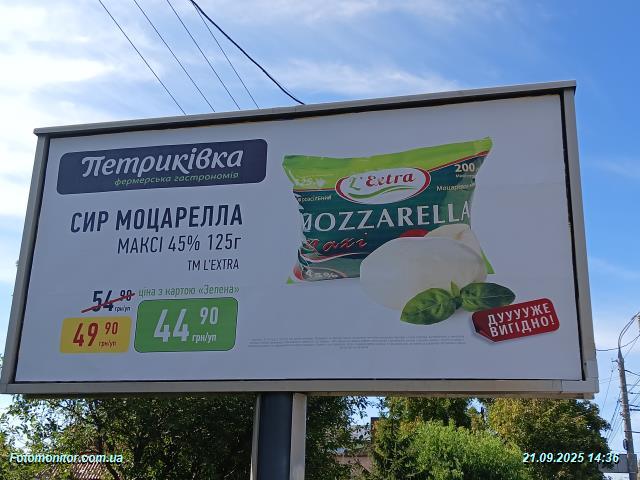 Петриківка
фермерська гастрономія
СИР МОЦАРЕЛЛА
МАКСІ 45% 125г
ТМ L'EXTRA
54 90 грн/уп
ціна з картою «Зелена»
49 90 грн/уп
44 90 грн/уп
L'Extra
200
MOZZARELLA
maxi
45%
ДУУУУЖЕ
ВИГІДНО!
Fotomonitor.com.ua
21.09.2025 14:36